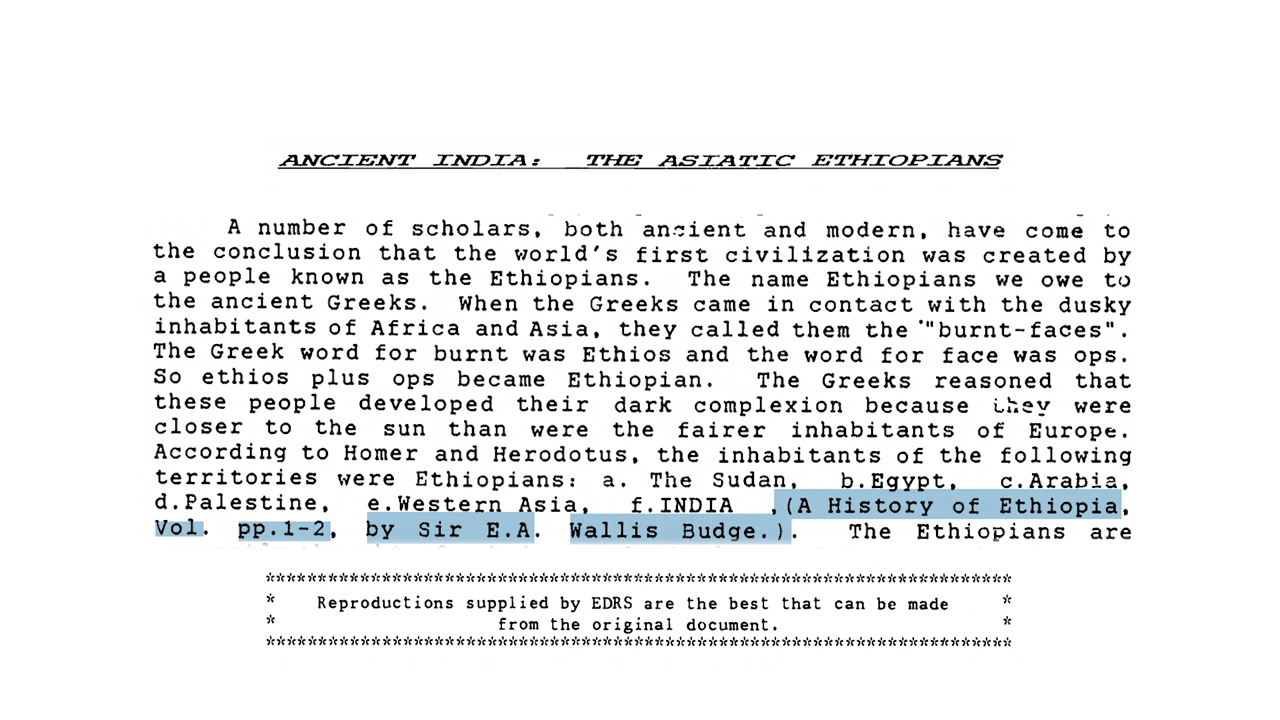 ANCIENT INDIA: THE ASIATIC ETHIOPIANS
A number of scholars, both ancient and modern, have come to
the conclusion that the world's first civilization was created by
a people known as the Ethiopians. The name Ethiopians we owe to
the ancient Greeks. When the Greeks came in contact with the dusky
inhabitants of Africa and Asia, they called them the '"burnt-faces".
The Greek word for burnt was Ethios and the word for face was ops.
So ethios plus ops became Ethiopian. The Greeks reasoned that
these people developed their dark complexion because they were
closer to the sun than were the fairer inhabitants of Europe.
According to Homer and Herodotus, the inhabitants of the following
territories were Ethiopians: a. The Sudan, b.Egypt, c.Arabia,
d.Palestine, e.Western Asia, f.INDIA ,(A History of Ethiopia,
Vol. pp.1-2, by Sir E.A. Wallis Budge.). The Ethiopians are
***********************************************************************
* Reproductions supplied by EDRS are the best that can be made *
* from the original document. *
***********************************************************************